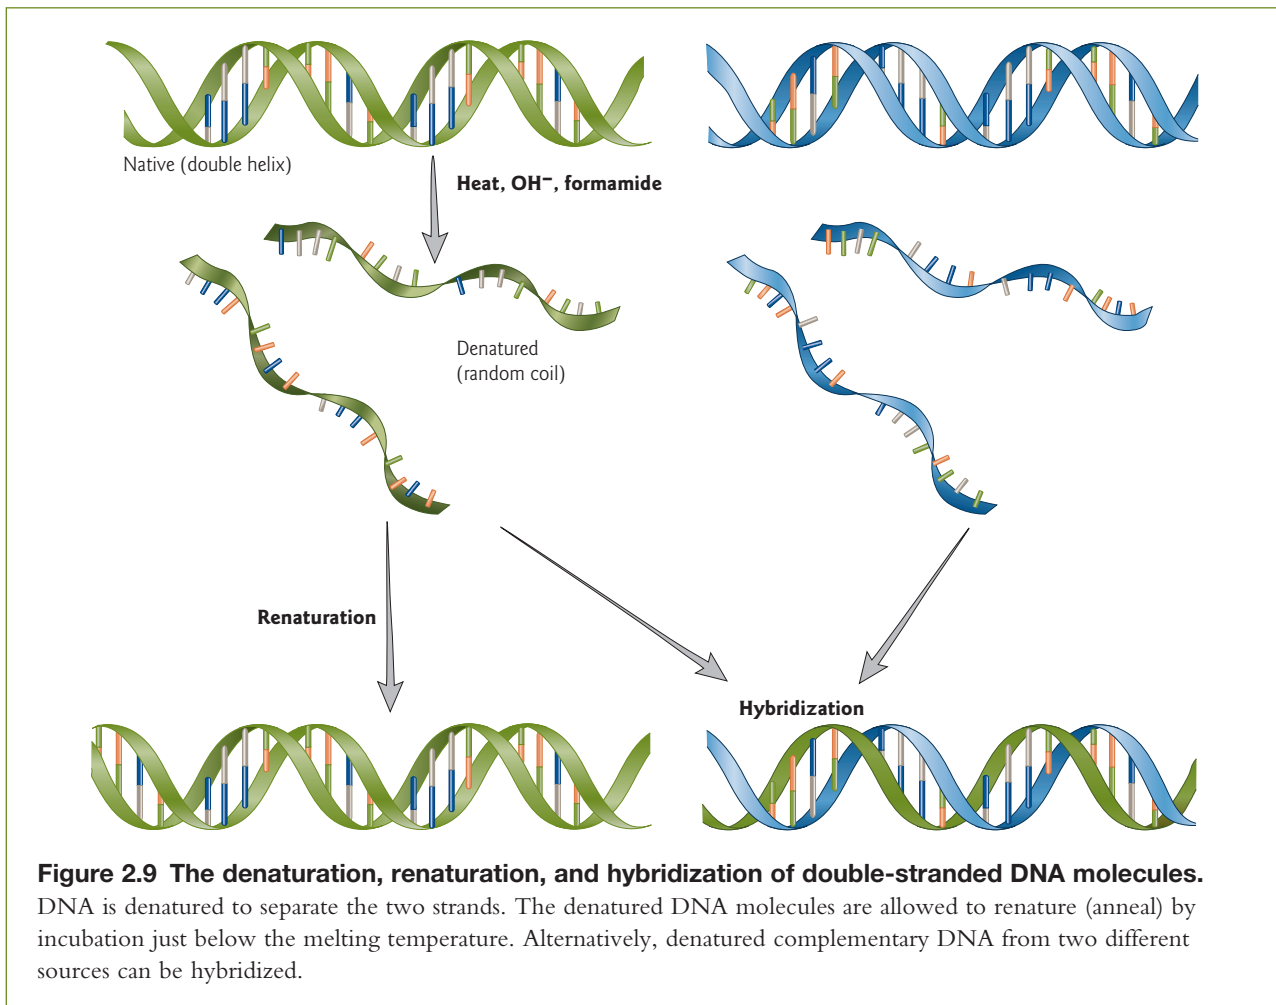 Native (double helix)
Heat, OH⁻, formamide
Denatured
(random coil)
Renaturation
Hybridization
Figure 2.9 The denaturation, renaturation, and hybridization of double-stranded DNA molecules.
DNA is denatured to separate the two strands. The denatured DNA molecules are allowed to renature (anneal) by
incubation just below the melting temperature. Alternatively, denatured complementary DNA from two different
sources can be hybridized.